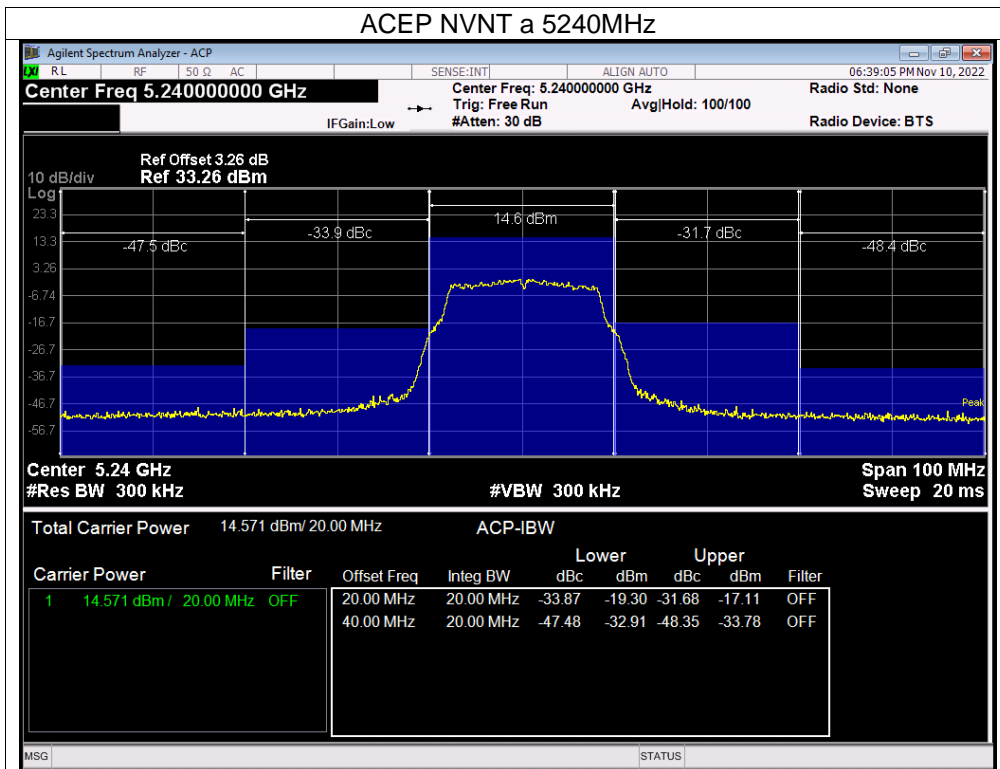 ACEP NVNT a 5240MHz
Agilent Spectrum Analyzer - ACP
LXI RL RF 50 Ω AC SENSE:INT ALIGN AUTO 06:39:05 PM Nov 10, 2022
Center Freq 5.240000000 GHz Center Freq: 5.240000000 GHz Radio Std: None
Trig: Free Run Avg|Hold: 100/100
IFGain:Low #Atten: 30 dB Radio Device: BTS
Ref Offset 3.26 dB
10 dB/div Ref 33.26 dBm
Log
23.3 14.6 dBm
-33.9 dBc -31.7 dBc
13.3 -47.5 dBc -48.4 dBc
3.26
-6.74
-16.7
-26.7
-36.7
-46.7 Peak
-56.7
Center 5.24 GHz Span 100 MHz
#Res BW 300 kHz #VBW 300 kHz Sweep 20 ms
Total Carrier Power 14.571 dBm/ 20.00 MHz ACP-IBW
Lower Upper
Carrier Power Filter Offset Freq Integ BW dBc dBm dBc dBm Filter
1 14.571 dBm / 20.00 MHz OFF 20.00 MHz 20.00 MHz -33.87 -19.30 -31.68 -17.11 OFF
40.00 MHz 20.00 MHz -47.48 -32.91 -48.35 -33.78 OFF
MSG STATUS